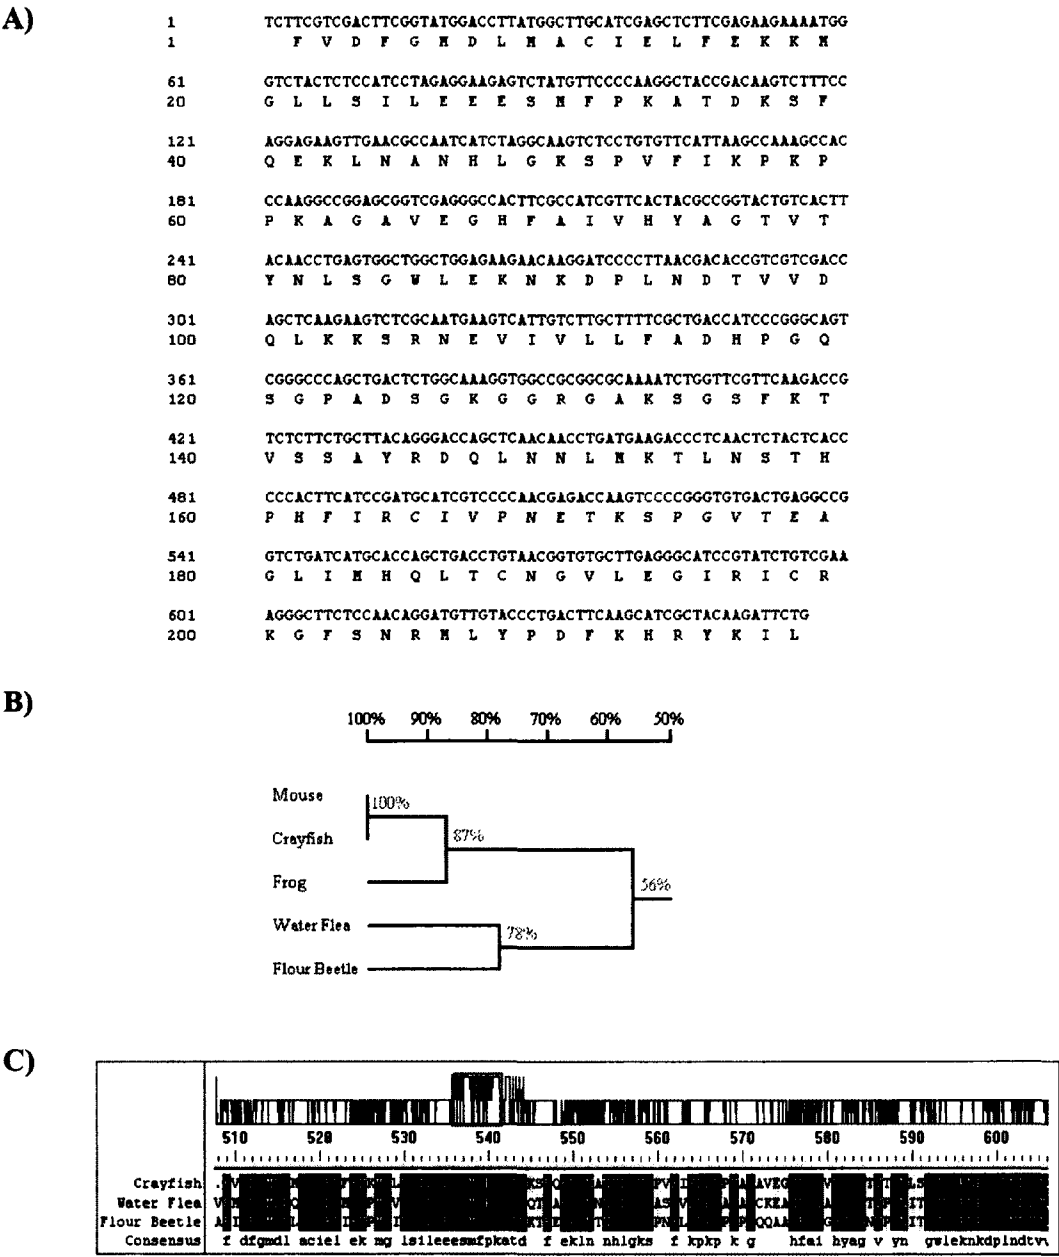 A)
1 TCTTCGTCGACTTCGGTATGGACCTTATGGCTTGCATCGAGCTCTTCGAGAAGAAAATGG
1 F V D F G M D L M A C I E L F E K K M
61 GTCTACTCTCCATCCTAGAGGAAGAGTCTATGTTCCCCAAGGCTACCGACAAGTCTTTCC
20 G L L S I L E E E S M F P K A T D K S F
121 AGGAGAAGTTGAACGCCAATCATCTAGGCAAGTCTCCTGTGTTCATTAAGCCAAAGCCAC
40 Q E K L N A N H L G K S P V F I K P K P
181 CCAAGGCCGGAGCGGTCGAGGGCCACTTCGCCATCGTTCACTACGCCGGTACTGTCACTT
60 P K A G A V E G H F A I V H Y A G T V T
241 ACAACCTGAGTGGCTGGCTGGAGAAGAACAAGGATCCCCTTAACGACACCGTCGTCGACC
80 Y N L S G W L E K N K D P L N D T V V D
301 AGCTCAAGAAGTCTCGCAATGAAGTCATTGTCTTGCTTTTCGCTGACCATCCCGGGCAGT
100 Q L K K S R N E V I V L L F A D H P G Q
361 CGGGCCCAGCTGACTCTGGCAAAGGTGGCCGCGGCGCAAAATCTGGTTCGTTCAAGACCG
120 S G P A D S G K G G R G A K S G S F K T
421 TCTCTTCTGCTTACAGGGACCAGCTCAACAACCTGATGAAGACCCTCAACTCTACTCACC
140 V S S A Y R D Q L N N L M K T L N S T H
481 CCCACTTCATCCGATGCATCGTCCCCAACGAGACCAAGTCCCCGGGTGTGACTGAGGCCG
160 P H F I R C I V P N E T K S P G V T E A
541 GTCTGATCATGCACCAGCTGACCTGTAACGGTGTGCTTGAGGGCATCCGTATCTGTCGAA
180 G L I M H Q L T C N G V L E G I R I C R
601 AGGGCTTCTCCAACAGGATGTTGTACCCTGACTTCAAGCATCGCTACAAGATTCTG
200 K G F S N R M L Y P D F K H R Y K I L
B)
100% 90% 80% 70% 60% 50%
Mouse
100%
Crayfish
87%
Frog
56%
Water Flea
78%
Flour Beetle
C)
510 520 530 540 550 560 570 580 590 600
Crayfish
Water Flea
Flour Beetle
Consensus f dfgmdl aciel ek mg lsileeesmfpkatd f ekln nhlgks f kpkp k g hfai hyag v yn